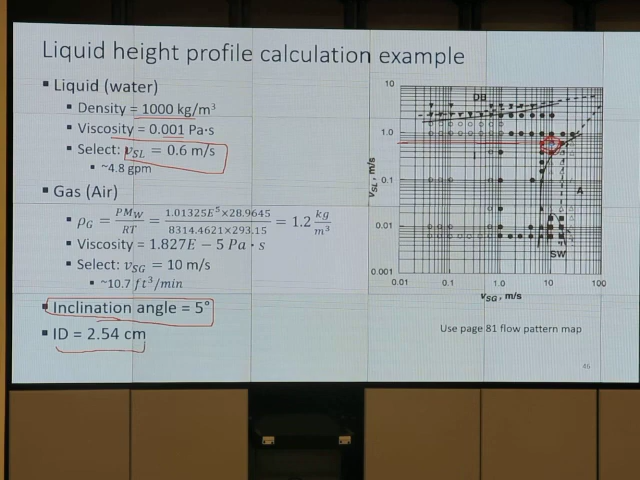 Liquid height profile calculation example
▪ Liquid (water)
▪ Density = 1000 kg/m³
▪ Viscosity = 0.001 Pa·s
▪ Select: v_SL = 0.6 m/s
▪ ~4.8 gpm
▪ Gas (Air)
▪ ρ_G = PM_W/RT = 1.01325E⁵×28.9645/8314.4621×293.15 = 1.2 kg/m³
▪ Viscosity = 1.827E − 5 Pa · s
▪ Select: v_SG = 10 m/s
▪ ~10.7 ft³/min
▪ Inclination angle = 5°
▪ ID = 2.54 cm
10
1.0
0.1
0.01
0.001
v_SL, m/s
DB
I
A
SW
0.01 0.1 1.0 10 100
v_SG, m/s
Use page 81 flow pattern map